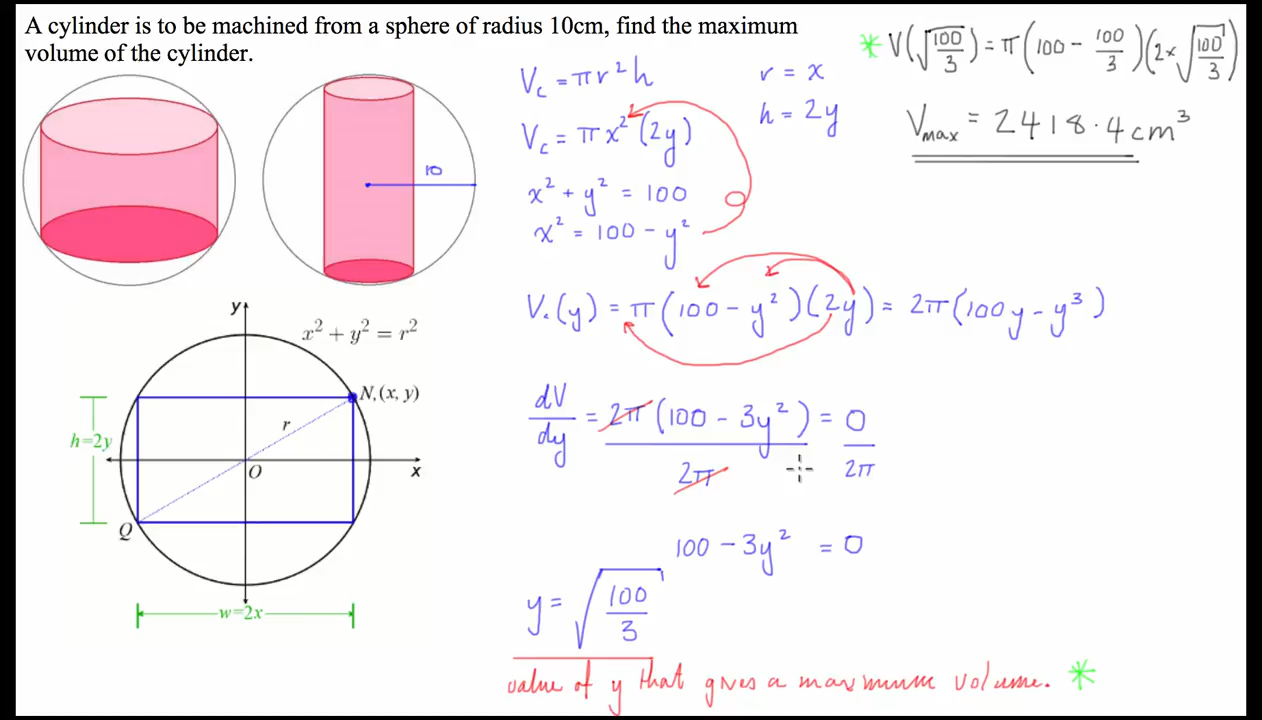 A cylinder is to be machined from a sphere of radius 10cm, find the maximum
volume of the cylinder.
10
y
x² + y² = r²
N,(x, y)
r
h=2y
O
x
Q
w=2x
V_c = πr²h
r = x
h = 2y
V_c = πx²(2y)
x² + y² = 100
x² = 100 - y²
V.(y) = π(100 - y²)(2y) = 2π(100y - y³)
dV/dy = 2π(100 - 3y²)/2π = 0/2π
100 - 3y² = 0
y = √(100/3)
value of y that gives a maximum volume. *
* V(√(100/3)) = π(100 - 100/3)(2×√(100/3))
V_max = 2418.4cm³